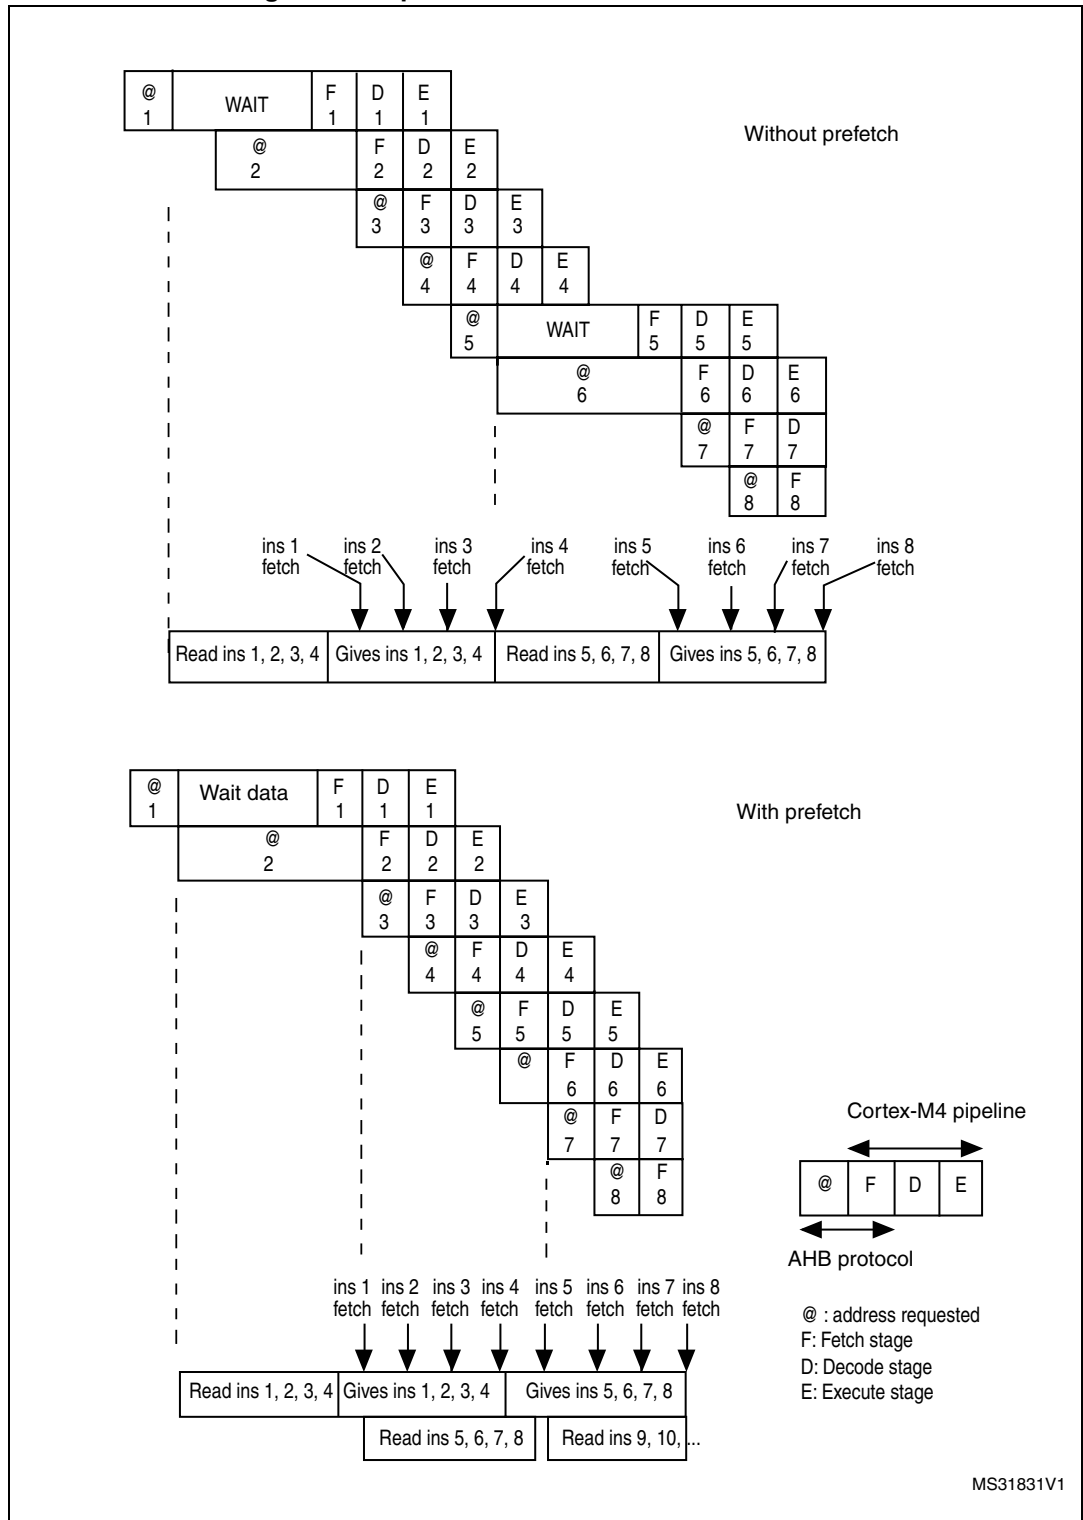 @ WAIT F D E
1 1 1 1
Without prefetch
@ F D E
2 2 2 2
@ F D E
3 3 3 3
@ F D E
4 4 4 4
@ WAIT F D E
5 5 5 5
@ F D E
6 6 6 6
@ F D
7 7 7
@ F
8 8
ins 1 ins 2 ins 3 ins 4 ins 5 ins 6 ins 7 ins 8
fetch fetch fetch fetch fetch fetch fetch fetch
Read ins 1, 2, 3, 4 Gives ins 1, 2, 3, 4 Read ins 5, 6, 7, 8 Gives ins 5, 6, 7, 8
@ Wait data F D E
1 1 1 1
With prefetch
@ F D E
2 2 2 2
@ F D E
3 3 3 3
@ F D E
4 4 4 4
@ F D E
5 5 5 5
@ F D E
6 6 6
@ F D
7 7 7
@ F
8 8
Cortex-M4 pipeline
@ F D E
AHB protocol
ins 1 ins 2 ins 3 ins 4 ins 5 ins 6 ins 7 ins 8
fetch fetch fetch fetch fetch fetch fetch fetch
@ : address requested
F: Fetch stage
D: Decode stage
E: Execute stage
Read ins 1, 2, 3, 4 Gives ins 1, 2, 3, 4 Gives ins 5, 6, 7, 8
Read ins 5, 6, 7, 8 Read ins 9, 10, ...
MS31831V1